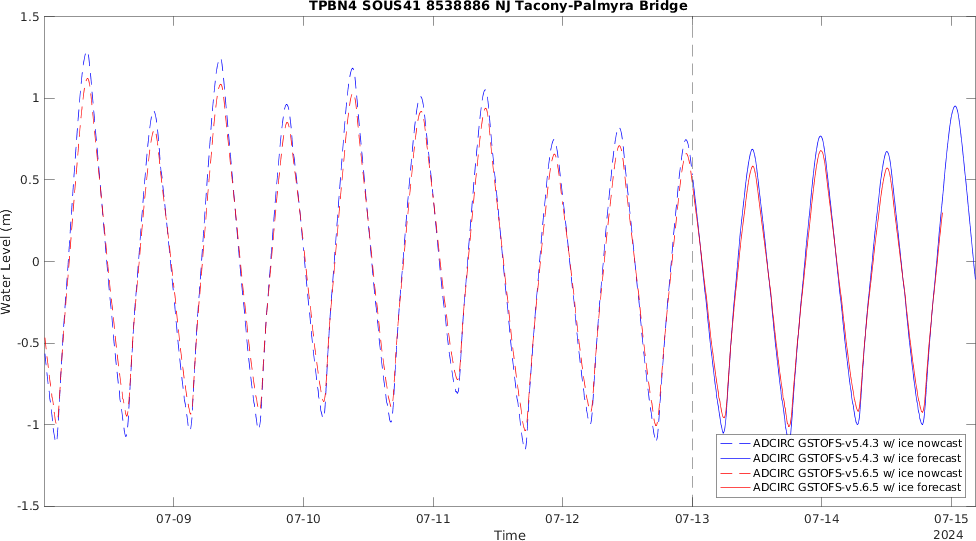 TPBN4 SOUS41 8538886 NJ Tacony-Palmyra Bridge
1.5
1
0.5
0
-0.5
-1
-1.5
Water Level (m)
07-09
07-10
07-11
07-12
07-13
07-14
07-15
Time
2024
ADCIRC GSTOFS-v5.4.3 w/ ice nowcast
ADCIRC GSTOFS-v5.4.3 w/ ice forecast
ADCIRC GSTOFS-v5.6.5 w/ ice nowcast
ADCIRC GSTOFS-v5.6.5 w/ ice forecast